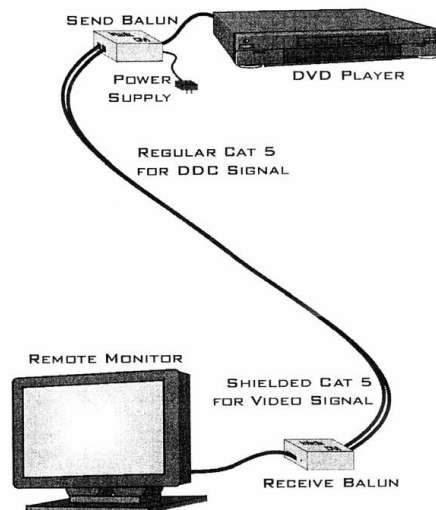 SEND BALUN
DVD PLAYER
POWER
SUPPLY
REGULAR CAT 5
FOR DDC SIGNAL
REMOTE MONITOR
SHIELDED CAT 5
FOR VIDEO SIGNAL
RECEIVE BALUN